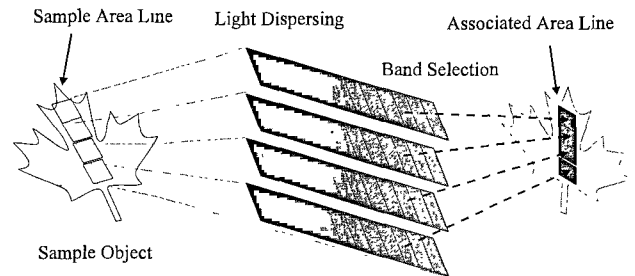 Sample Area Line
Light Dispersing
Associated Area Line
Band Selection
Sample Object